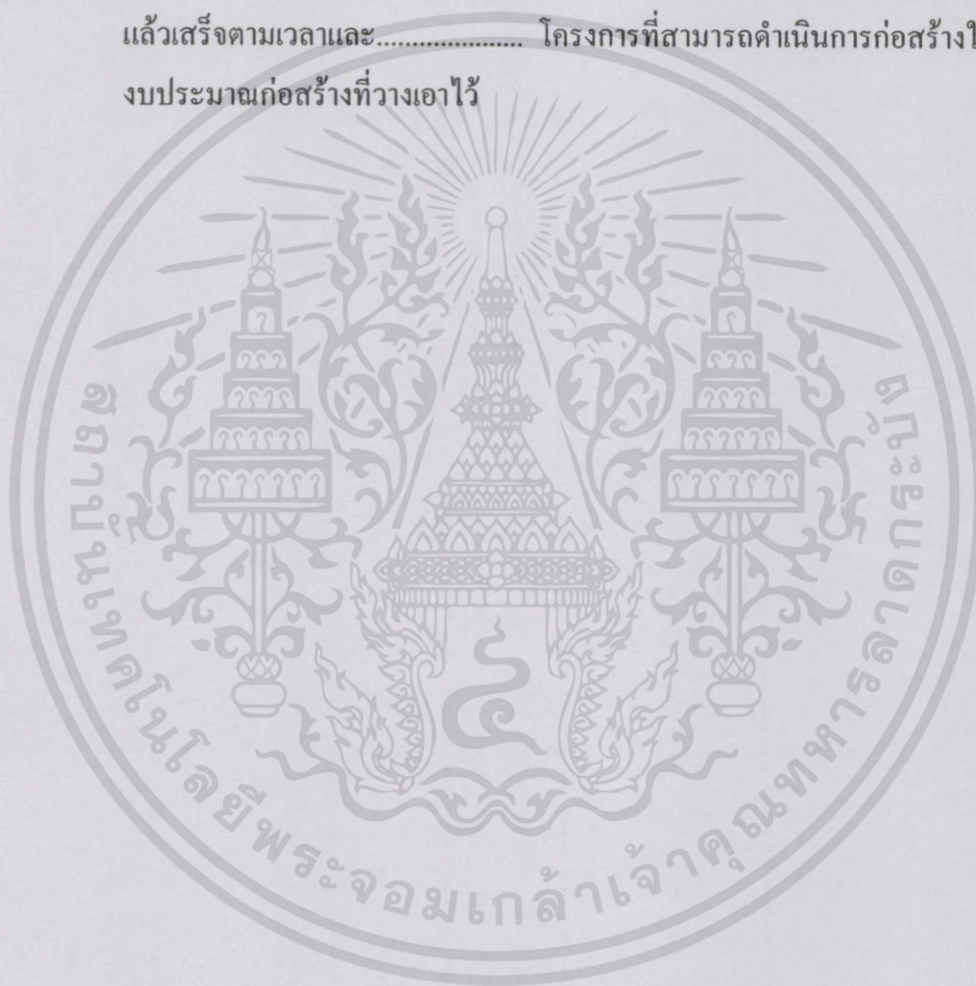 แล้วเสร็จตามเวลาและ..................... โครงการที่สามารถดำเนินการก่อสร้างใ
งบประมาณก่อสร้างที่วางเอาไว้
สถาบันเทคโนโลยีพระจอมเกล้าเจ้าคุณทหารลาดกระบัง